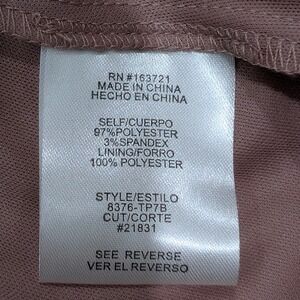 RN #163721
MADE IN CHINA
HECHO EN CHINA
SELF/CUERPO
97%POLYESTER
3%SPANDEX
LINING/FORRO
100% POLYESTER
STYLE/ESTILO
8376-TP7B
CUT/CORTE
#21831
SEE REVERSE
VER EL REVERSO